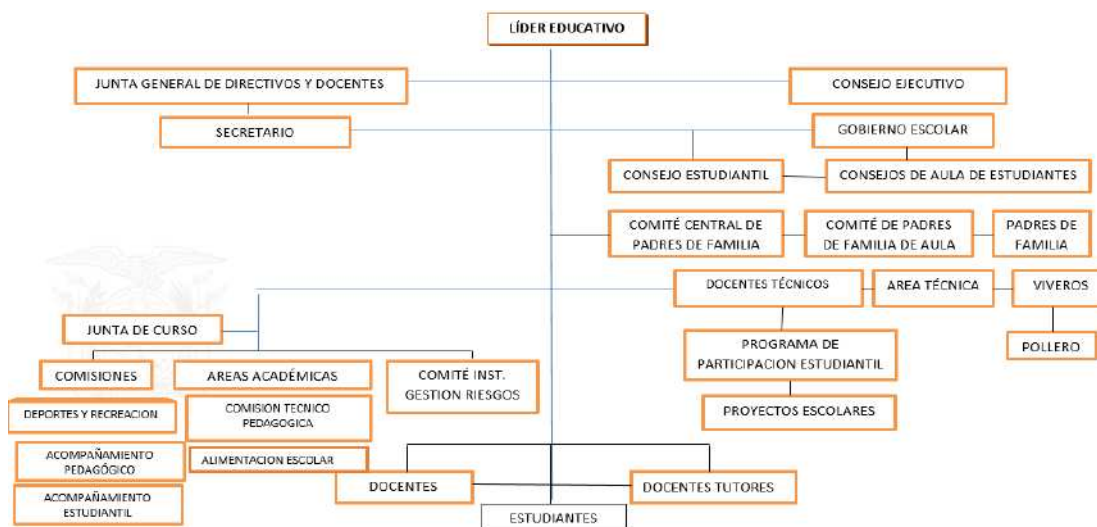 LÍDER EDUCATIVO
JUNTA GENERAL DE DIRECTIVOS Y DOCENTES
CONSEJO EJECUTIVO
SECRETARIO
GOBIERNO ESCOLAR
CONSEJO ESTUDIANTIL
CONSEJOS DE AULA DE ESTUDIANTES
COMITÉ CENTRAL DE
PADRES DE FAMILIA
COMITÉ DE PADRES
DE FAMILIA DE AULA
PADRES DE
FAMILIA
DOCENTES TÉCNICOS
AREA TÉCNICA
VIVEROS
JUNTA DE CURSO
PROGRAMA DE
PARTICIPACION ESTUDIANTIL
POLLERO
COMISIONES
AREAS ACADÉMICAS
COMITÉ INST.
GESTION RIESGOS
DEPORTES Y RECREACION
COMISION TECNICO
PEDAGOGICA
PROYECTOS ESCOLARES
ACOMPAÑAMIENTO
PEDAGÓGICO
ALIMENTACION ESCOLAR
ACOMPAÑAMIENTO
ESTUDIANTIL
DOCENTES
DOCENTES TUTORES
ESTUDIANTES